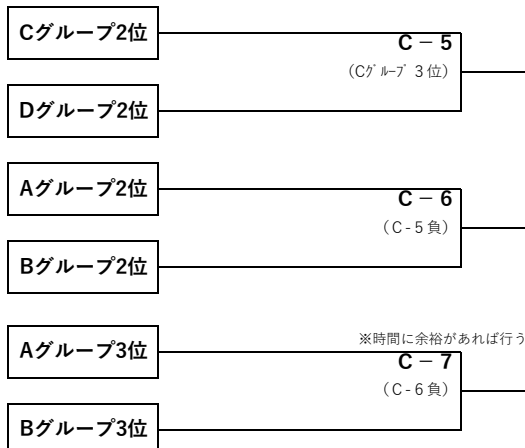 Cグループ2位
C－5
（Cｸﾞﾙｰﾌﾟ3位）
Dグループ2位
Aグループ2位
C－6
（C-5負）
Bグループ2位
※時間に余裕があれば行う
Aグループ3位
C－7
（C-6負）
Bグループ3位